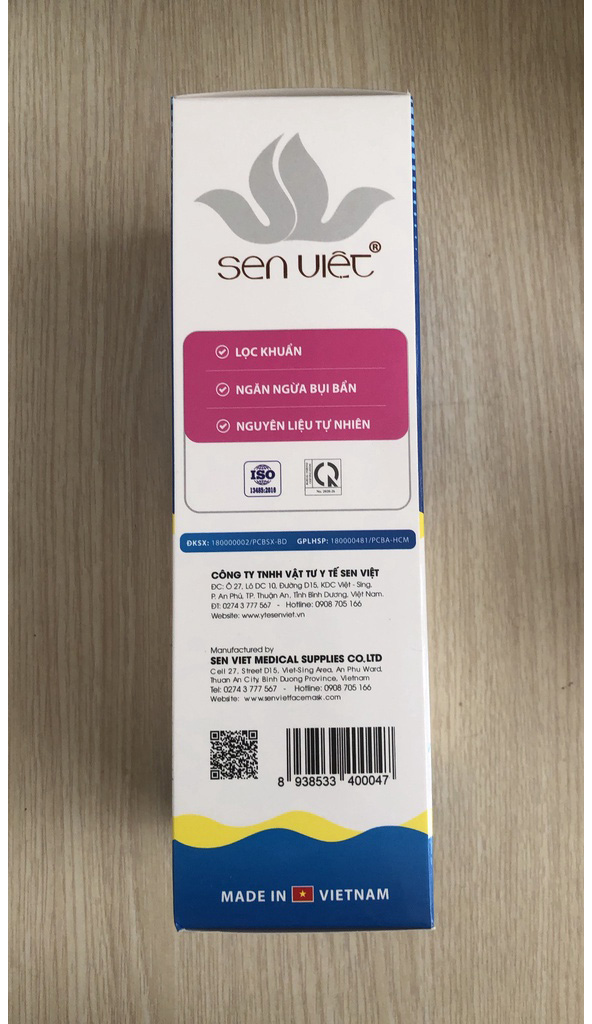 sen việt®
LỌC KHUẨN
NGĂN NGỪA BỤI BẨN
NGUYÊN LIỆU TỰ NHIÊN
ISO
13485:2016
ĐKSX: 180000002/PCBSX-BD GPLHSP: 180000481/PCBA-HCM
CÔNG TY TNHH VẬT TƯ Y TẾ SEN VIỆT
ĐC: Ô 27, Lô DC 10, Đường D15, KDC Việt - Sing,
P. An Phú, TP. Thuận An, Tỉnh Bình Dương, Việt Nam.
ĐT: 0274 3 777 567 - Hotline: 0908 705 166
Website: www.ytesenviet.vn
Manufactured by
SEN VIET MEDICAL SUPPLIES CO.,LTD
Cell 27, Street D15, Viet-Sing Area, An Phu Ward,
Thuan An City, Binh Duong Province, Vietnam
Tel: 0274 3 777 567 - Hotline: 0908 705 166
Website: www.senvietfacemask.com
8 938533 400047
MADE IN VIETNAM